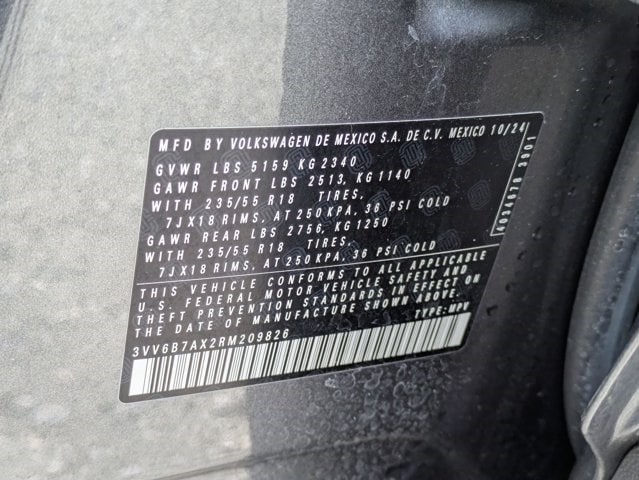 MFD BY VOLKSWAGEN DE MEXICO S.A. DE C.V. MEXICO 10/24
GVWR LBS 5159 KG 2340
GAWR FRONT LBS 2513, KG 1140
WITH 235/55 R18 TIRES,
7JX18 RIMS, AT 250 KPA, 36 PSI COLD
GAWR REAR LBS 2756, KG 1250
WITH 235/55 R18 TIRES,
7JX18 RIMS, AT 250 KPA, 36 PSI COLD
THIS VEHICLE CONFORMS TO ALL APPLICABLE
U.S. FEDERAL MOTOR VEHICLE SAFETY AND
THEFT PREVENTION STANDARDS IN EFFECT ON
THE DATE OF MANUFACTURE SHOWN ABOVE.
3VV6B7AX2RM209826 TYPE: MPV